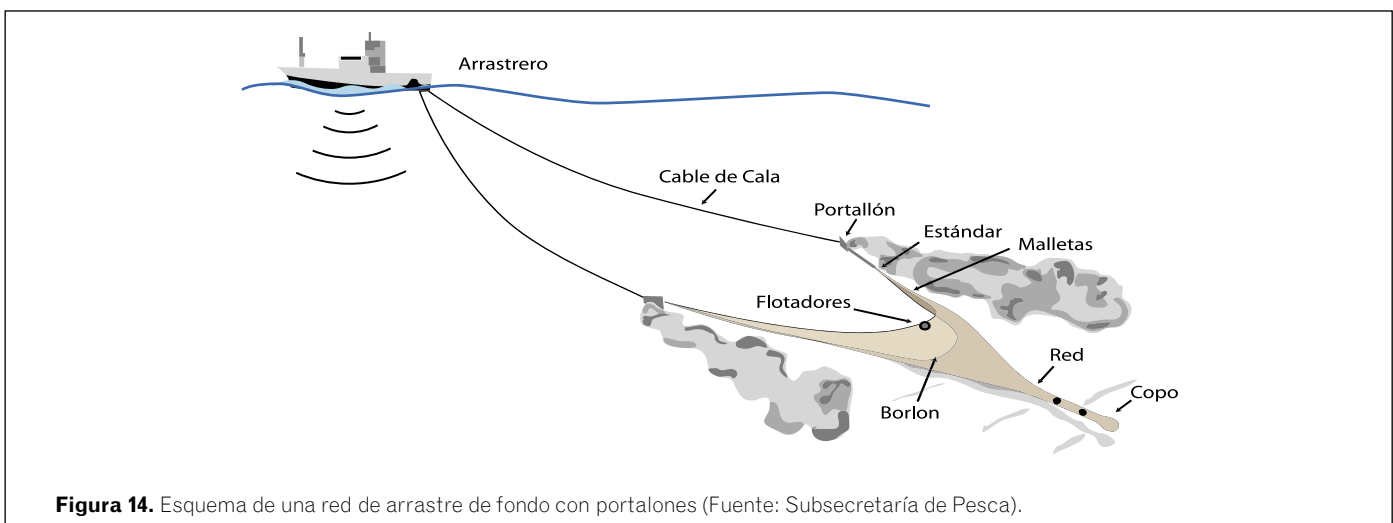 Arrastrero
Cable de Cala
Portallón
Estándar
Malletas
Flotadores
Red
Copo
Borlon
Figura 14. Esquema de una red de arrastre de fondo con portalones (Fuente: Subsecretaría de Pesca).